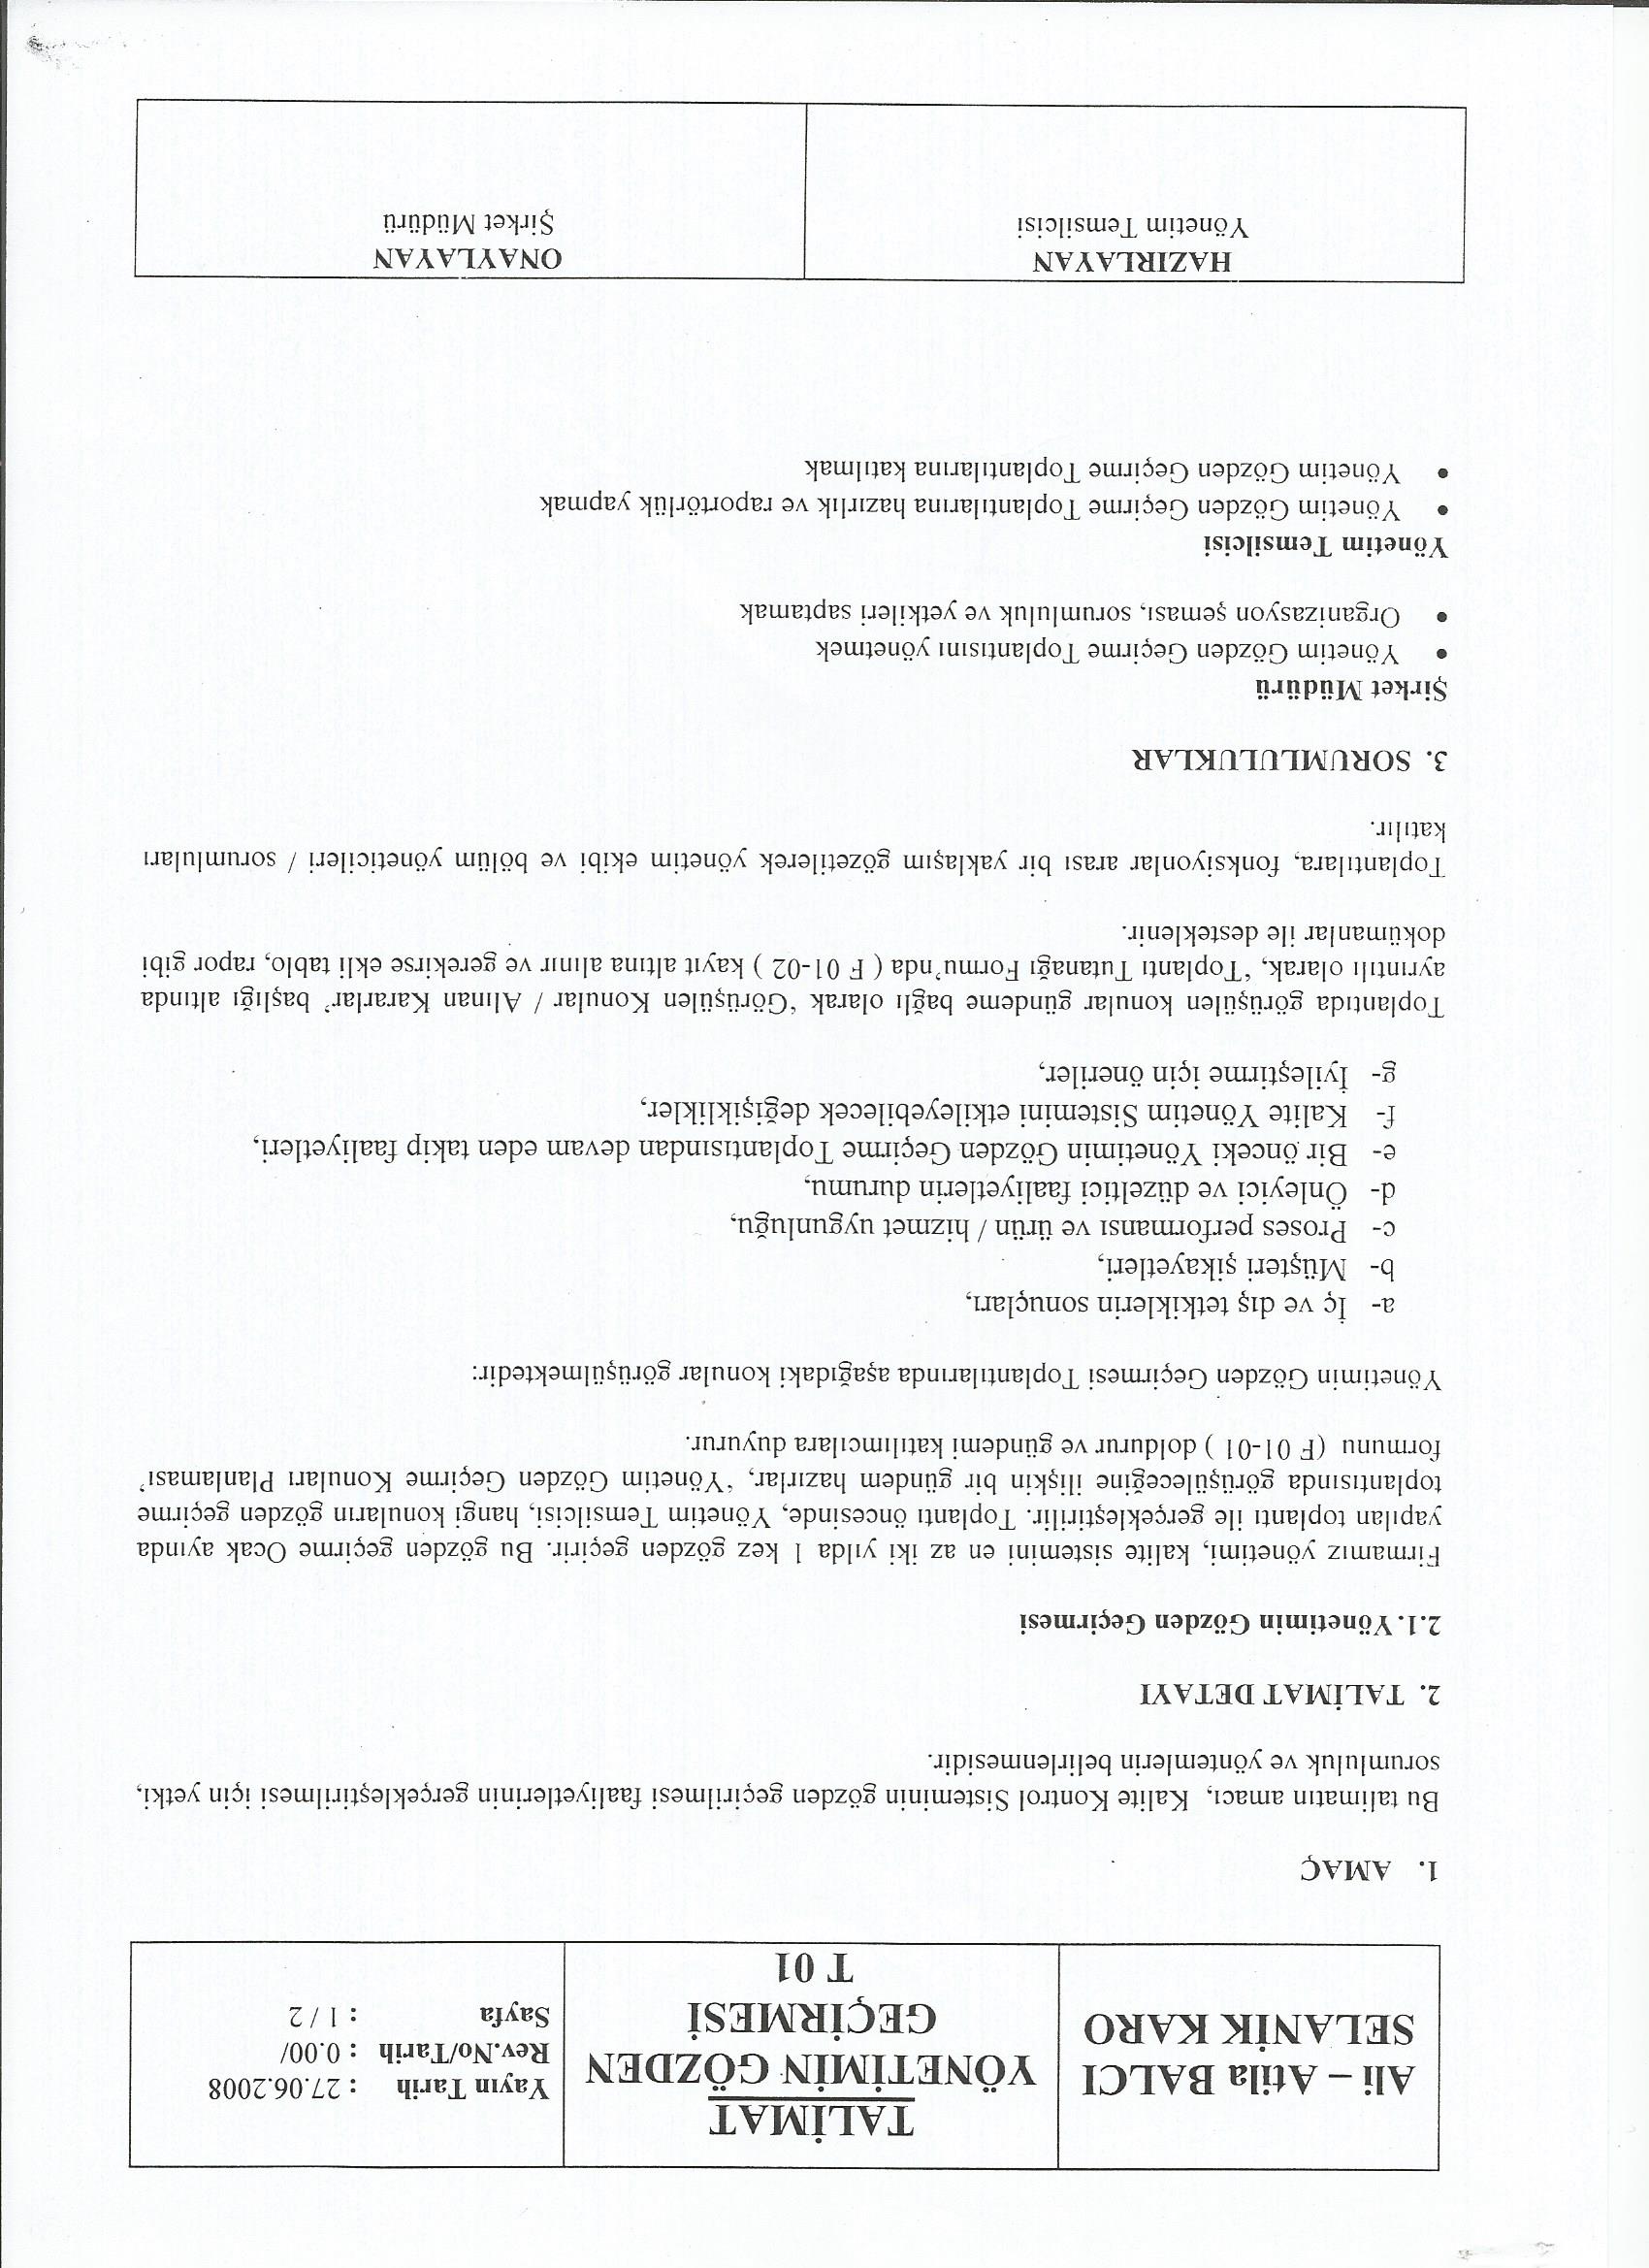 Ali – Atila BALCI
SELANİK KARO
TALİMAT
YÖNETİMİN GÖZDEN
GEÇİRMESİ
T 01
Yayın Tarih : 27.06.2008
Rev.No/Tarih : 0.00/
Sayfa : 1 / 2
1. AMAÇ
Bu talimatın amacı, Kalite Kontrol Sisteminin gözden geçirilmesi faaliyetlerinin gerçekleştirilmesi için yetki,
sorumluluk ve yöntemlerin belirlenmesidir.
2. TALİMAT DETAYI
2.1. Yönetimin Gözden Geçirmesi
Firmamız yönetimi, kalite sistemini en az iki yılda 1 kez gözden geçirir. Bu gözden geçirme Ocak ayında
yapılan toplantı ile gerçekleştirilir. Toplantı öncesinde, Yönetim Temsilcisi, hangi konuların gözden geçirme
toplantısında görüşüleceğine ilişkin bir gündem hazırlar, ‘Yönetim Gözden Geçirme Konuları Planlaması’
formunu (F 01-01 ) doldurur ve gündemi katılımcılara duyurur.
Yönetimin Gözden Geçirmesi Toplantılarında aşağıdaki konular görüşülmektedir:
a- İç ve dış tetkiklerin sonuçları,
b- Müşteri şikayetleri,
c- Proses performansı ve ürün / hizmet uygunluğu,
d- Önleyici ve düzeltici faaliyetlerin durumu,
e- Bir önceki Yönetimin Gözden Geçirme Toplantısından devam eden takip faaliyetleri,
f- Kalite Yönetim Sistemini etkileyebilecek değişiklikler,
g- İyileştirme için öneriler,
Toplantıda görüşülen konular gündeme bağlı olarak ‘Görüşülen Konular / Alınan Kararlar’ başlığı altında
ayrıntılı olarak, ‘Toplantı Tutanağı Formu’nda ( F 01-02 ) kayıt altına alınır ve gerekirse ekli tablo, rapor gibi
dokümanlar ile desteklenir.
Toplantılara, fonksiyonlar arası bir yaklaşım gözetilerek yönetim ekibi ve bölüm yöneticileri / sorumluları
katılır.
3. SORUMLULUKLAR
Şirket Müdürü
• Yönetim Gözden Geçirme Toplantısını yönetmek
• Organizasyon şeması, sorumluluk ve yetkileri saptamak
Yönetim Temsilcisi
• Yönetim Gözden Geçirme Toplantılarına hazırlık ve raportörlük yapmak
• Yönetim Gözden Geçirme Toplantılarına katılmak
HAZIRLAYAN
Yönetim Temsilcisi
ONAYLAYAN
Şirket Müdürü